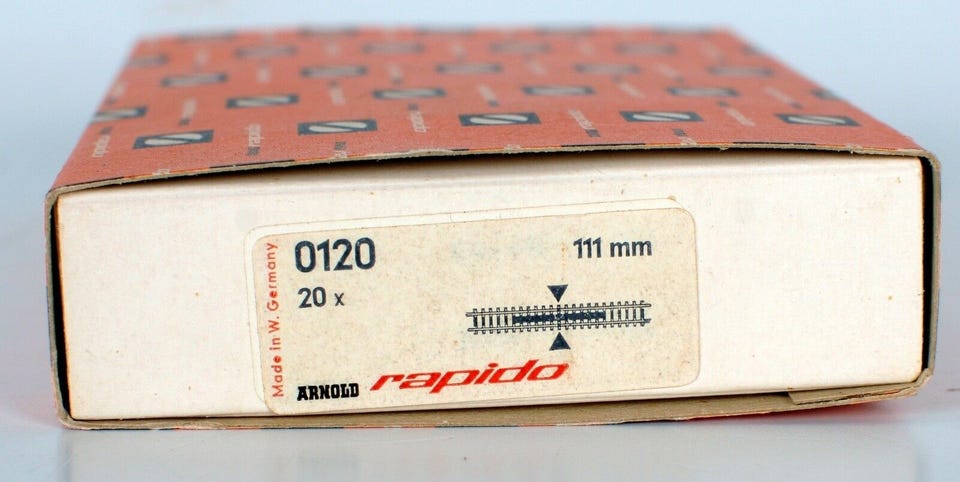 0120
111 mm
20 x
Made in W. Germany
ARNOLD rapido